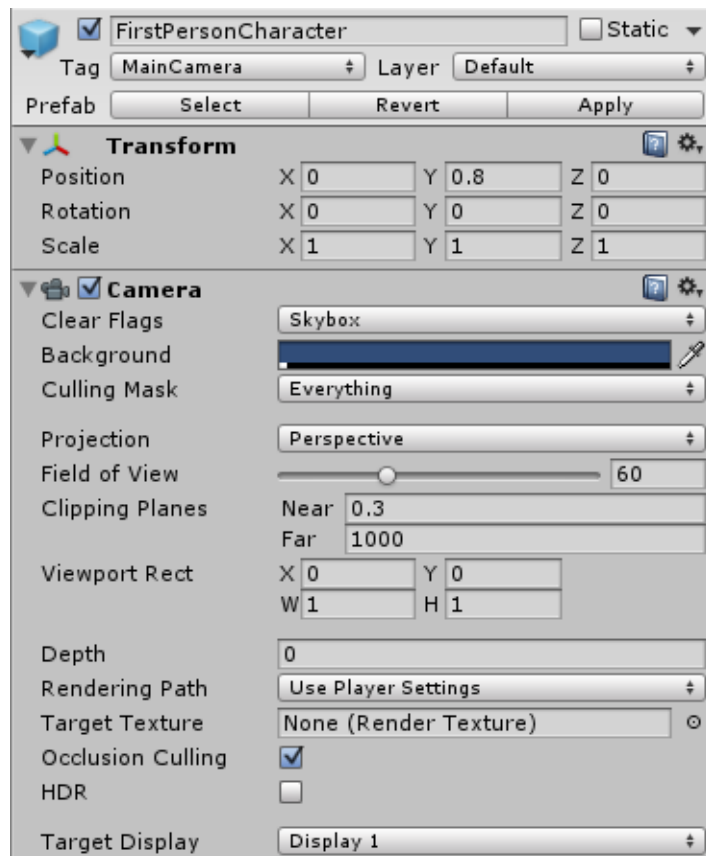 FirstPersonCharacter Static
Tag MainCamera Layer Default
Prefab Select Revert Apply
Transform
Position X 0 Y 0.8 Z 0
Rotation X 0 Y 0 Z 0
Scale X 1 Y 1 Z 1
Camera
Clear Flags Skybox
Background
Culling Mask Everything
Projection Perspective
Field of View 60
Clipping Planes Near 0.3
Far 1000
Viewport Rect X 0 Y 0
W 1 H 1
Depth 0
Rendering Path Use Player Settings
Target Texture None (Render Texture)
Occlusion Culling
HDR
Target Display Display 1